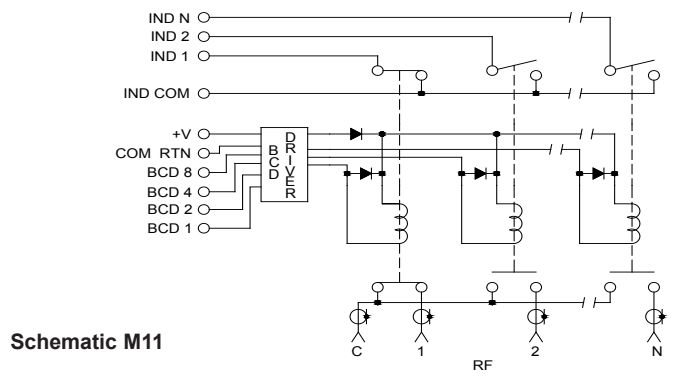 IND N
IND 2
IND 1
IND COM
+V
COM RTN
BCD 8
BCD 4
BCD 2
BCD 1
BCD
DRIVER
C 1 2 N
RF
Schematic M11